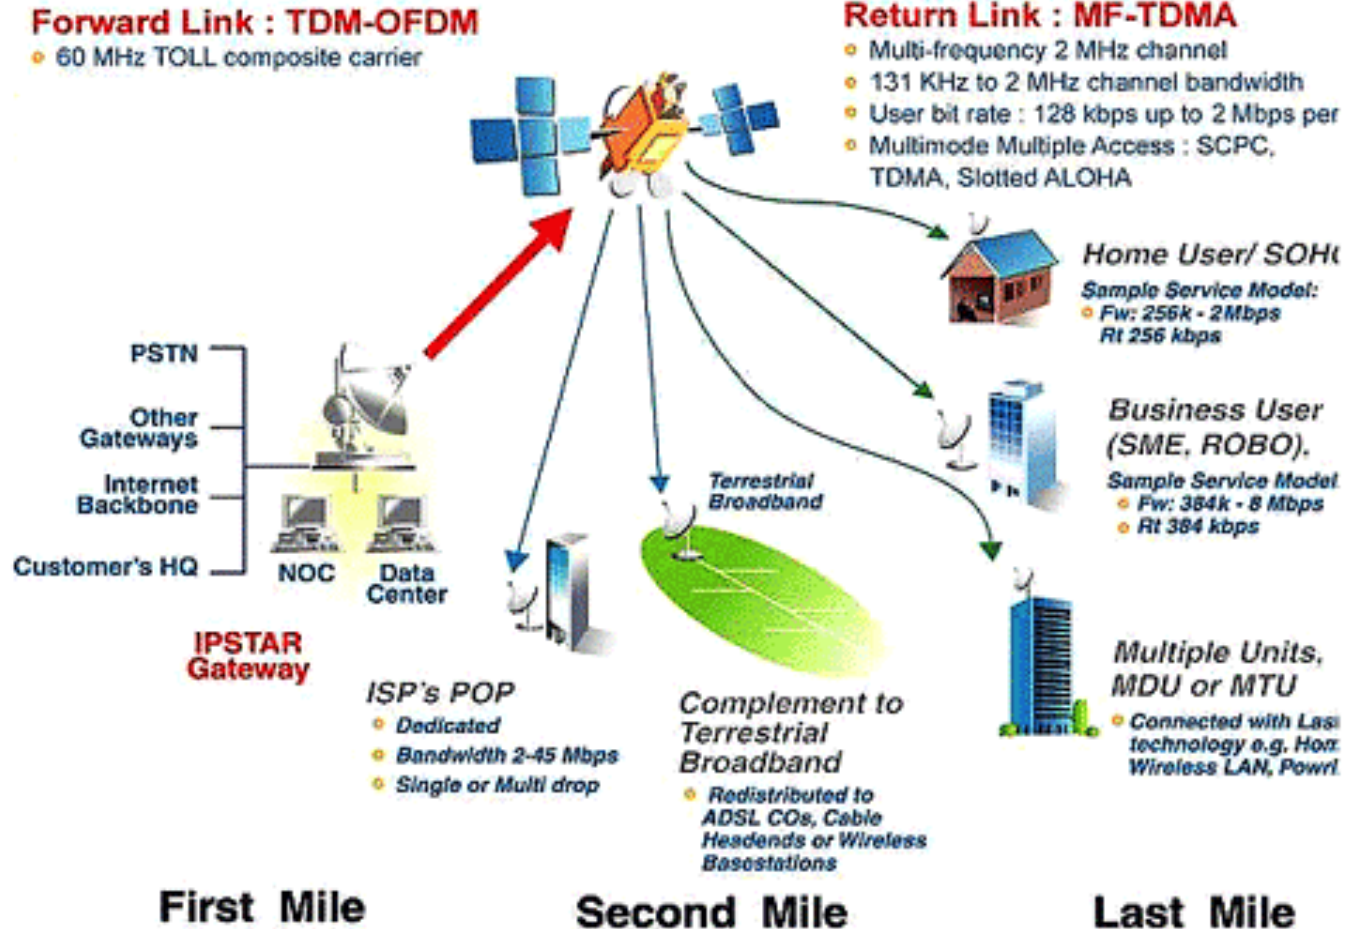 Forward Link : TDM-OFDM
60 MHz TOLL composite carrier
Return Link : MF-TDMA
Multi-frequency 2 MHz channel
131 KHz to 2 MHz channel bandwidth
User bit rate : 128 kbps up to 2 Mbps per
Multimode Multiple Access : SCPC,
TDMA, Slotted ALOHA
Home User/
Sample Service Model:
Fw: 256k - 2Mbps
Rt 256 kbps
PSTN
Other
Gateways
Internet
Backbone
Customer's HQ
NOC
Data
Center
IPSTAR
Gateway
Business User
(SME, ROBO).
Sample Service Model
Fw: 384k - 8 Mbps
Rt 384 kbps
Terrestrial
Broadband
ISP's POP
Dedicated
Bandwidth 2-45 Mbps
Single or Multi drop
Complement to
Terrestrial
Broadband
Redistributed to
ADSL COs, Cable
Headends or Wireless
Basestations
Multiple Units,
MDU or MTU
Connected with
technology e.g.
Wireless LAN,
First Mile
Second Mile
Last Mile